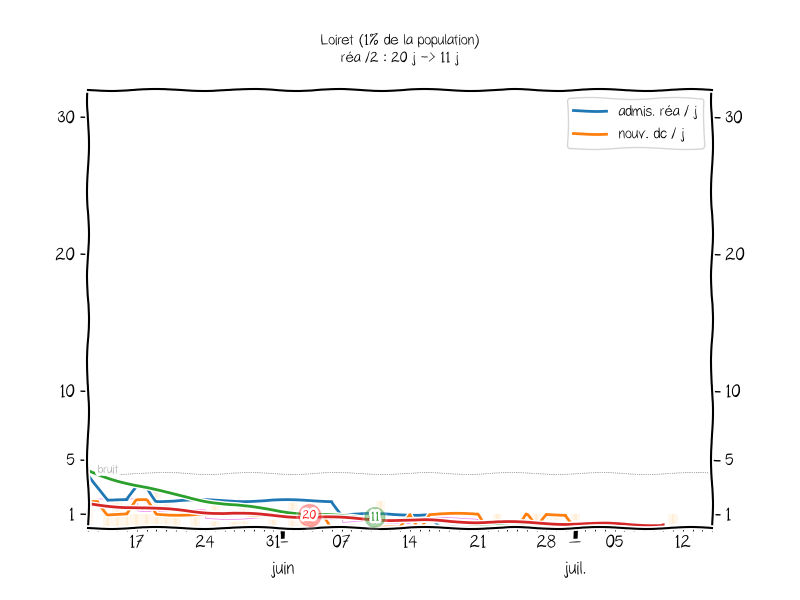 Loiret (1% de la population)
réa /2 : 20 j -> 11 j
admis. réa / j
nouv. dc / j
30
30
20
20
10
10
5
bruit
5
1
20
11
1
17 24 31 07 14 21 28 05 12
juin juil.